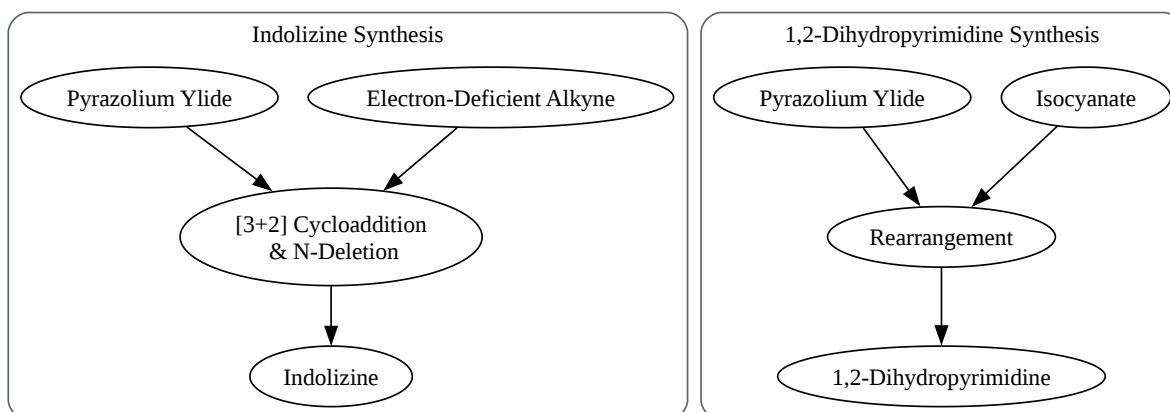 Indolizine Synthesis
Pyrazolium Ylide
Electron-Deficient Alkyne
[3+2] Cycloaddition
& N-Deletion
Indolizine
1,2-Dihydropyrimidine Synthesis
Pyrazolium Ylide
Isocyanate
Rearrangement
1,2-Dihydropyrimidine